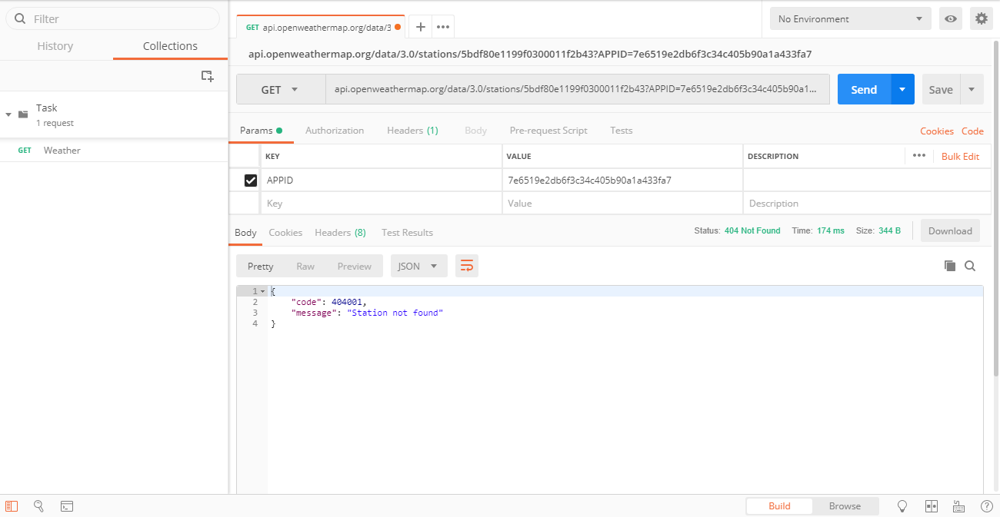 Filter
History Collections
Task
1 request
GET Weather
GET api.openweathermap.org/data/3
No Environment
api.openweathermap.org/data/3.0/stations/5bdf80e1199f0300011f2b43?APPID=7e6519e2db6f3c34c405b90a1a433fa7
GET api.openweathermap.org/data/3.0/stations/5bdf80e1199f0300011f2b43?APPID=7e6519e2db6f3c34c405b90a1... Send Save
Params Authorization Headers (1) Body Pre-request Script Tests Cookies Code
KEY VALUE DESCRIPTION Bulk Edit
APPID 7e6519e2db6f3c34c405b90a1a433fa7
Key Value Description
Body Cookies Headers (8) Test Results Status: 404 Not Found Time: 174 ms Size: 344 B Download
Pretty Raw Preview JSON
1 {
2 "code": 404001,
3 "message": "Station not found"
4 }
Build Browse